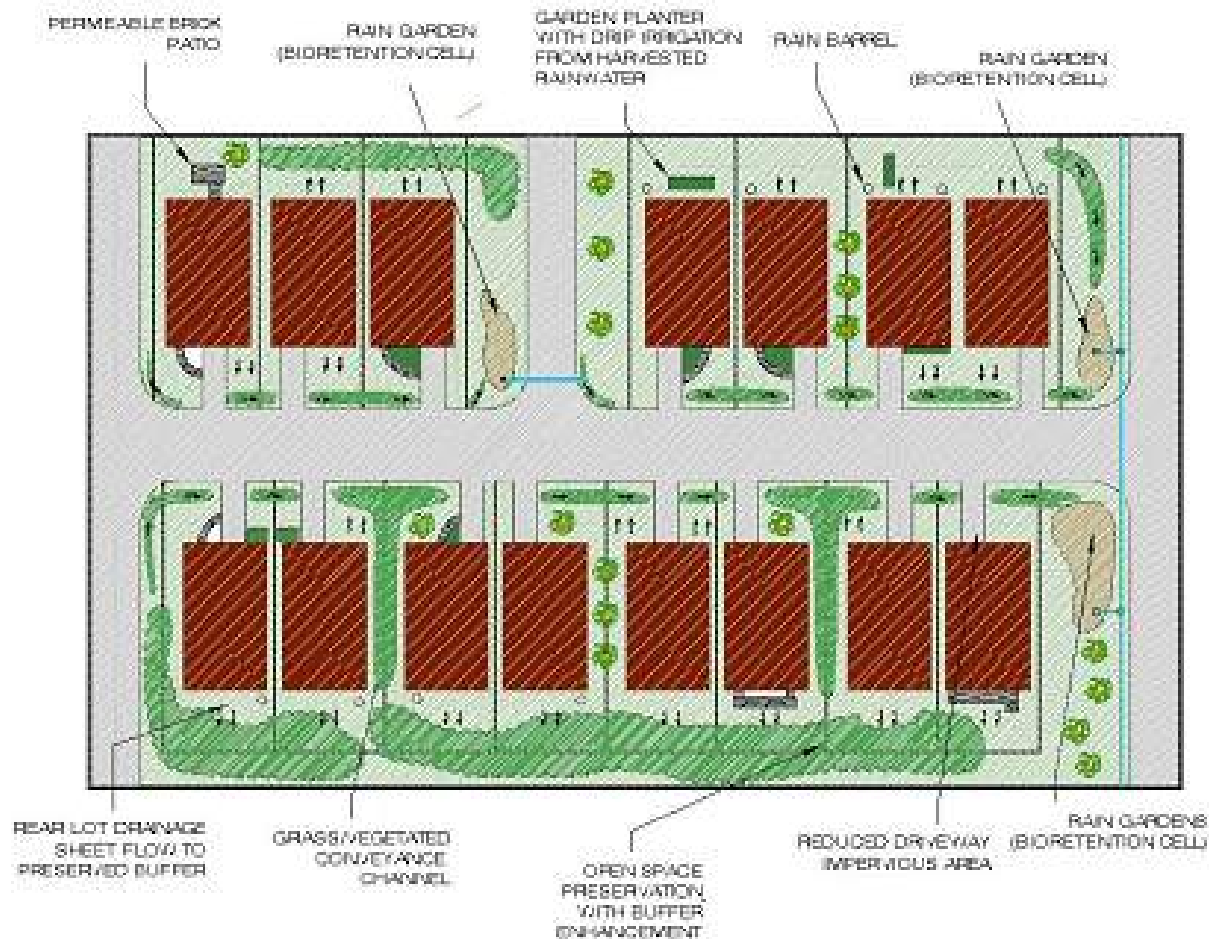 PERMEABLE BRICK
PATIO
RAIN GARDEN
(BIORETENTION CELL)
GARDEN PLANTER
WITH DRIP IRRIGATION
FROM HARVESTED
RAINWATER
RAIN BARREL
RAIN GARDEN
(BIORETENTION CELL)
REAR LOT DRAINAGE
SHEET FLOW TO
PRESERVED BUFFER
GRASS/VEGETATED
CONVEYANCE
CHANNEL
OPEN SPACE
PRESERVATION
WITH BUFFER
ENHANCEMENT
REDUCED DRIVEWAY
IMPERVIOUS AREA
RAIN GARDENS
(BIORETENTION CELL)